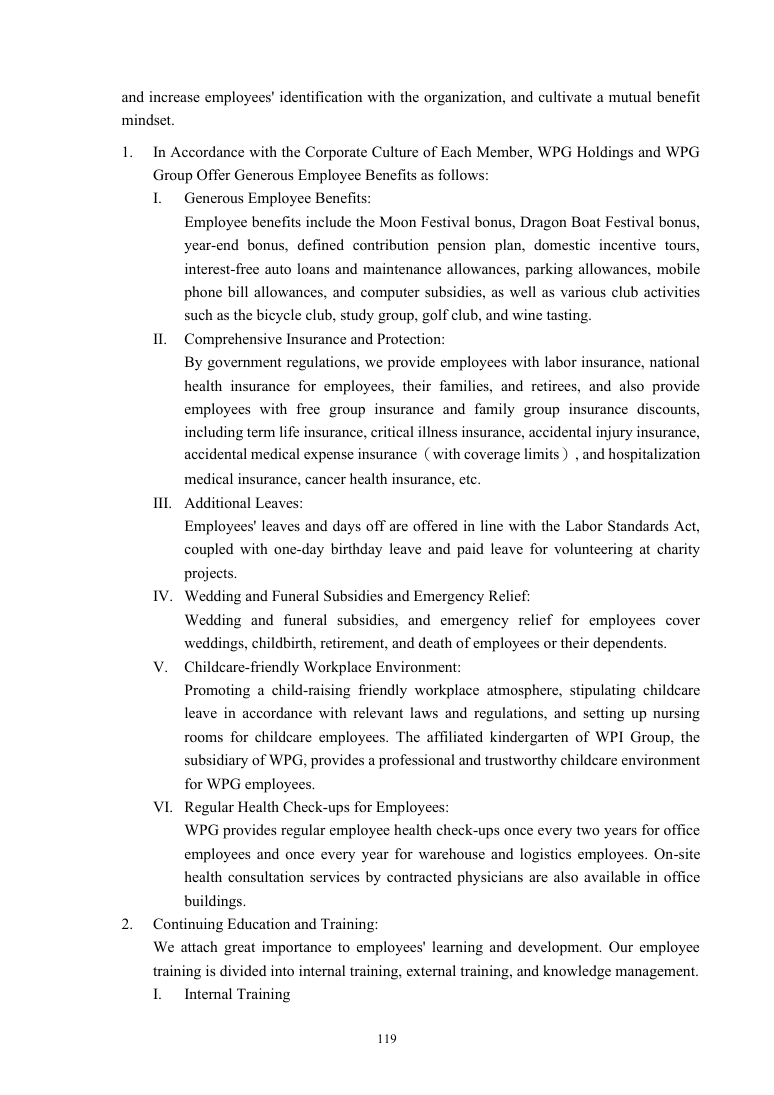 and increase employees' identification with the organization, and cultivate a mutual benefit
mindset.
1. In Accordance with the Corporate Culture of Each Member, WPG Holdings and WPG
Group Offer Generous Employee Benefits as follows:
I. Generous Employee Benefits:
Employee benefits include the Moon Festival bonus, Dragon Boat Festival bonus,
year-end bonus, defined contribution pension plan, domestic incentive tours,
interest-free auto loans and maintenance allowances, parking allowances, mobile
phone bill allowances, and computer subsidies, as well as various club activities
such as the bicycle club, study group, golf club, and wine tasting.
II. Comprehensive Insurance and Protection:
By government regulations, we provide employees with labor insurance, national
health insurance for employees, their families, and retirees, and also provide
employees with free group insurance and family group insurance discounts,
including term life insurance, critical illness insurance, accidental injury insurance,
accidental medical expense insurance（with coverage limits）, and hospitalization
medical insurance, cancer health insurance, etc.
III. Additional Leaves:
Employees' leaves and days off are offered in line with the Labor Standards Act,
coupled with one-day birthday leave and paid leave for volunteering at charity
projects.
IV. Wedding and Funeral Subsidies and Emergency Relief:
Wedding and funeral subsidies, and emergency relief for employees cover
weddings, childbirth, retirement, and death of employees or their dependents.
V. Childcare-friendly Workplace Environment:
Promoting a child-raising friendly workplace atmosphere, stipulating childcare
leave in accordance with relevant laws and regulations, and setting up nursing
rooms for childcare employees. The affiliated kindergarten of WPI Group, the
subsidiary of WPG, provides a professional and trustworthy childcare environment
for WPG employees.
VI. Regular Health Check-ups for Employees:
WPG provides regular employee health check-ups once every two years for office
employees and once every year for warehouse and logistics employees. On-site
health consultation services by contracted physicians are also available in office
buildings.
2. Continuing Education and Training:
We attach great importance to employees' learning and development. Our employee
training is divided into internal training, external training, and knowledge management.
I. Internal Training
119